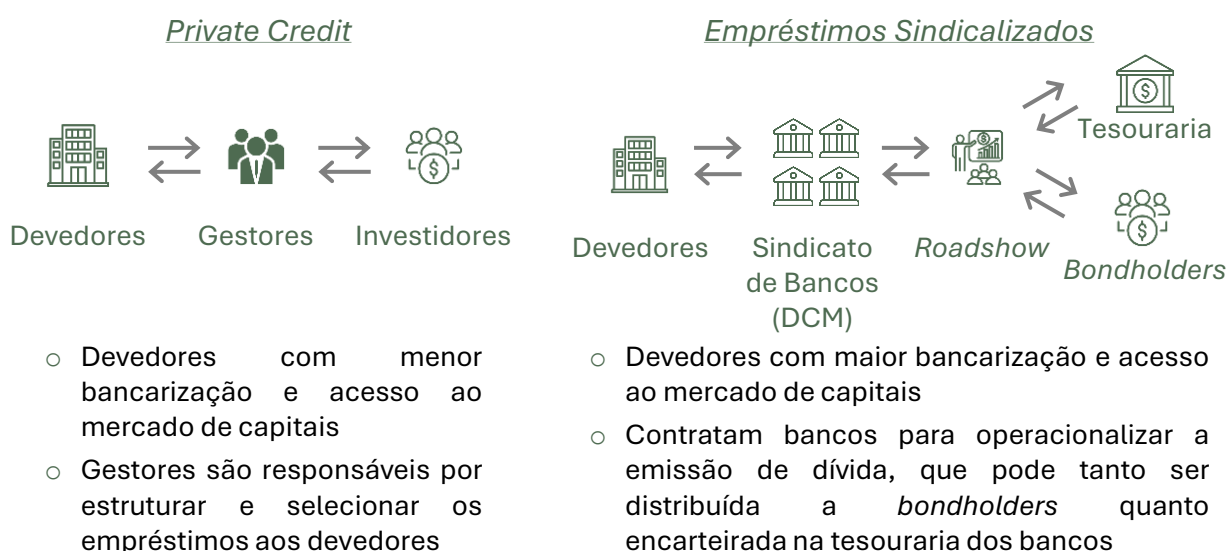 Private Credit
Devedores
Gestores
Investidores
○ Devedores com menor
bancarização e acesso ao
mercado de capitais
○ Gestores são responsáveis por
estruturar e selecionar os
empréstimos aos devedores
Empréstimos Sindicalizados
Devedores
Sindicato
de Bancos
(DCM)
Roadshow
Tesouraria
Bondholders
○ Devedores com maior bancarização e acesso
ao mercado de capitais
○ Contratam bancos para operacionalizar a
emissão de dívida, que pode tanto ser
distribuída a bondholders quanto
encarteirada na tesouraria dos bancos